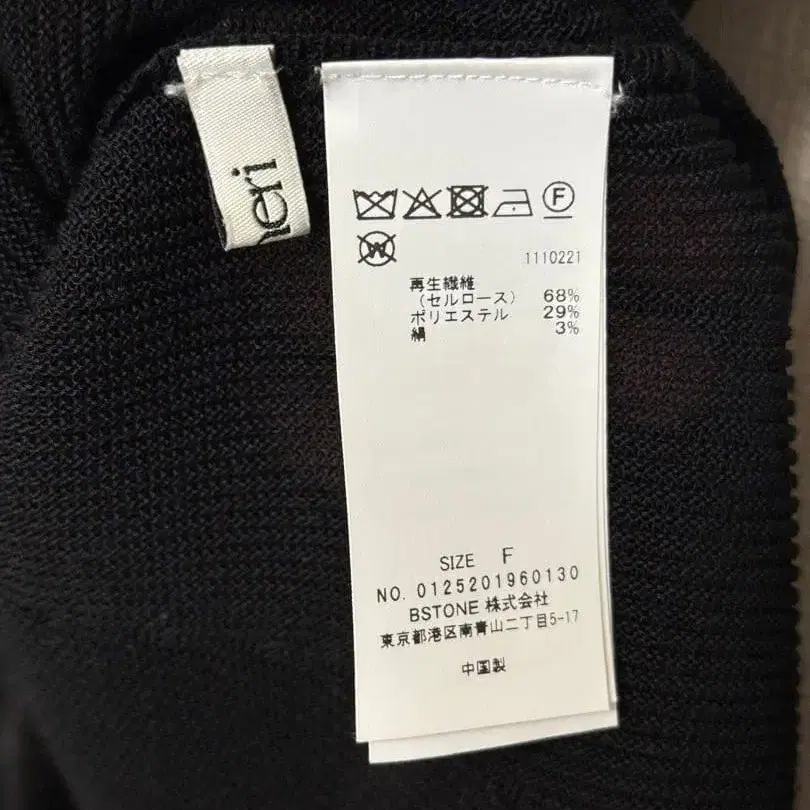 neri
F
W
1110221
再生繊維
（セルロース） 68%
ポリエステル 29%
絹 3%
SIZE F
NO. 0125201960130
BSTONE 株式会社
東京都港区南青山二丁目5-17
中国製